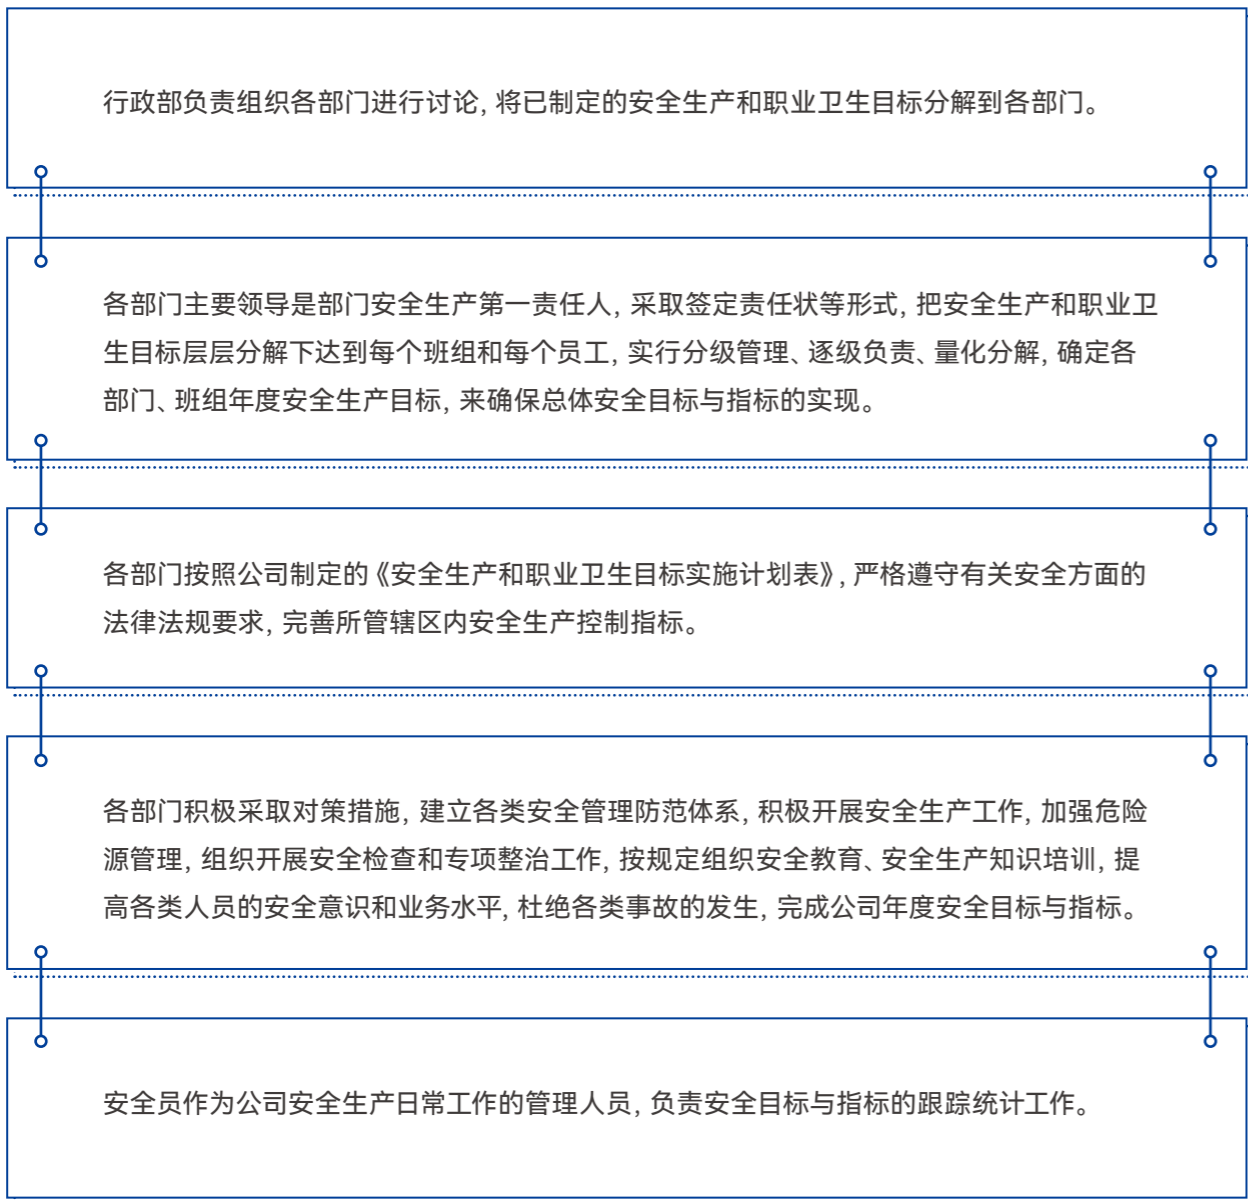 行政部负责组织各部门进行讨论, 将已制定的安全生产和职业卫生目标分解到各部门。
各部门主要领导是部门安全生产第一责任人, 采取签定责任状等形式, 把安全生产和职业卫
生目标层层分解下达到每个班组和每个员工, 实行分级管理、逐级负责、量化分解, 确定各
部门、班组年度安全生产目标, 来确保总体安全目标与指标的实现。
各部门按照公司制定的《安全生产和职业卫生目标实施计划表》, 严格遵守有关安全方面的
法律法规要求, 完善所管辖区内安全生产控制指标。
各部门积极采取对策措施, 建立各类安全管理防范体系, 积极开展安全生产工作, 加强危险
源管理, 组织开展安全检查和专项整治工作, 按规定组织安全教育、安全生产知识培训, 提
高各类人员的安全意识和业务水平, 杜绝各类事故的发生, 完成公司年度安全目标与指标。
安全员作为公司安全生产日常工作的管理人员, 负责安全目标与指标的跟踪统计工作。